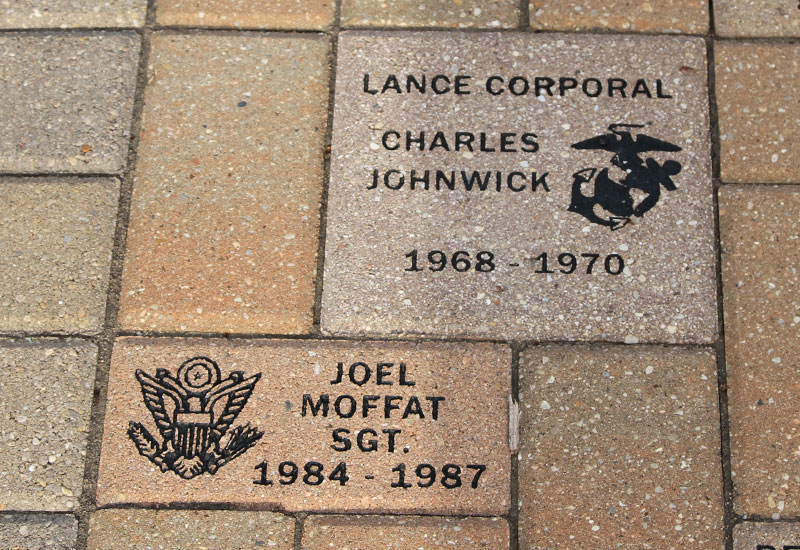 LANCE CORPORAL
CHARLES
JOHNWICK
1968 - 1970
JOEL
MOFFAT
SGT.
1984 - 1987